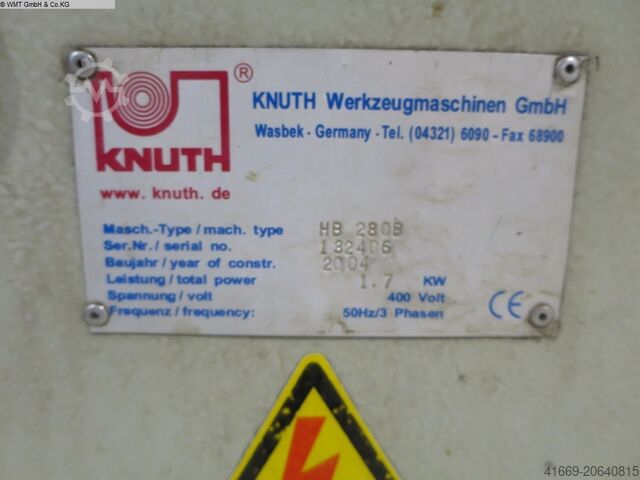 © WMT GmbH & Co.KG
®
KNUTH
KNUTH Werkzeugmaschinen GmbH
Wasbek - Germany - Tel. (04321) 6090 - Fax 68900
www. knuth. de
Masch.-Type / mach. type HB 280B
Ser.Nr. / serial no. 132406
Baujahr / year of constr. 2004
Leistung / total power 1.7 KW
Spannung / volt 400 Volt
Frequenz / frequency: 50Hz/3 Phasen
CE
41669-20640815